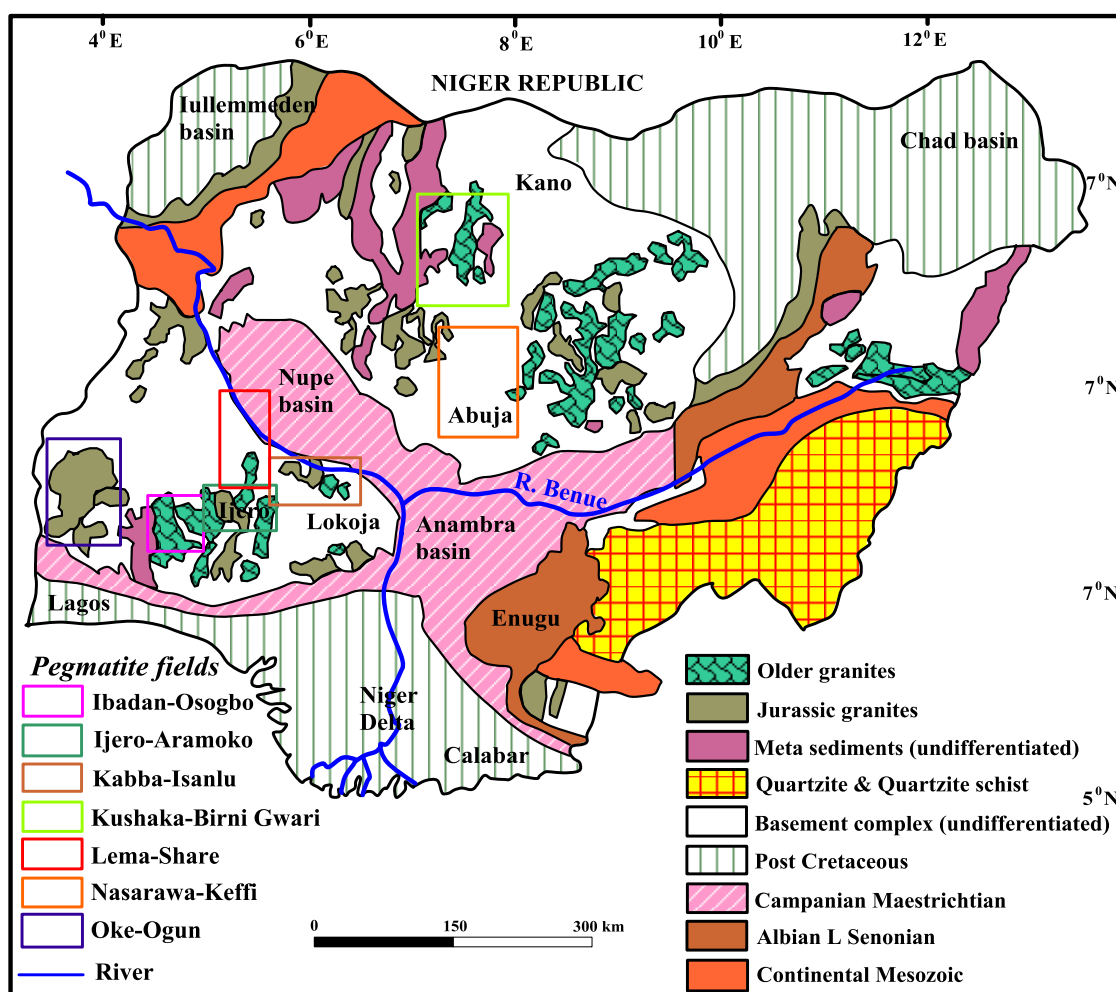 4⁰E 6⁰E 8⁰E 10⁰E 12⁰E
NIGER REPUBLIC
Iullemmeden
basin
Chad basin
Kano
7⁰N
Nupe
basin
7⁰N
Abuja
R. Benue
Ijero
Lokoja
Anambra
basin
Lagos
7⁰N
Enugu
Niger
Delta
Calabar
5⁰N
Pegmatite fields
Ibadan-Osogbo
Ijero-Aramoko
Kabba-Isanlu
Kushaka-Birni Gwari
Lema-Share
Nasarawa-Keffi
Oke-Ogun
River
0 150 300 km
Older granites
Jurassic granites
Meta sediments (undifferentiated)
Quartzite & Quartzite schist
Basement complex (undifferentiated)
Post Cretaceous
Campanian Maestrichtian
Albian L Senonian
Continental Mesozoic